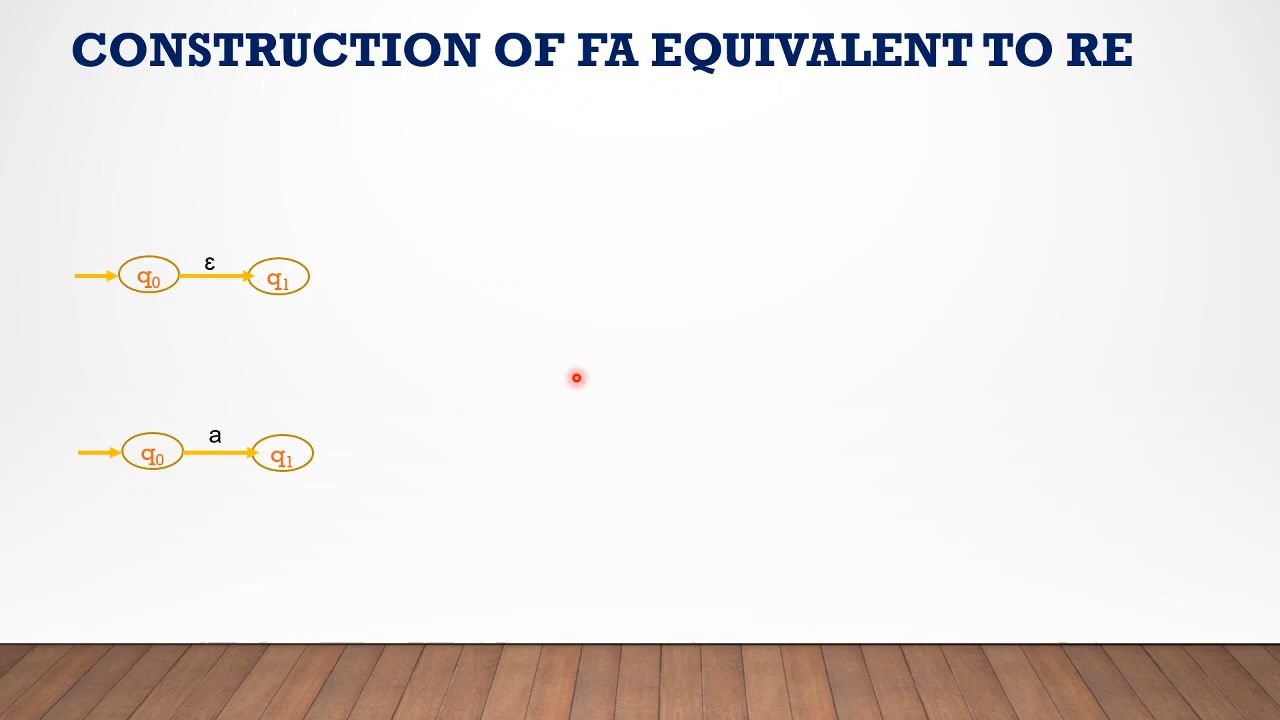 CONSTRUCTION OF FA EQUIVALENT TO RE
ε
q₀ q₁
a
q₀ q₁